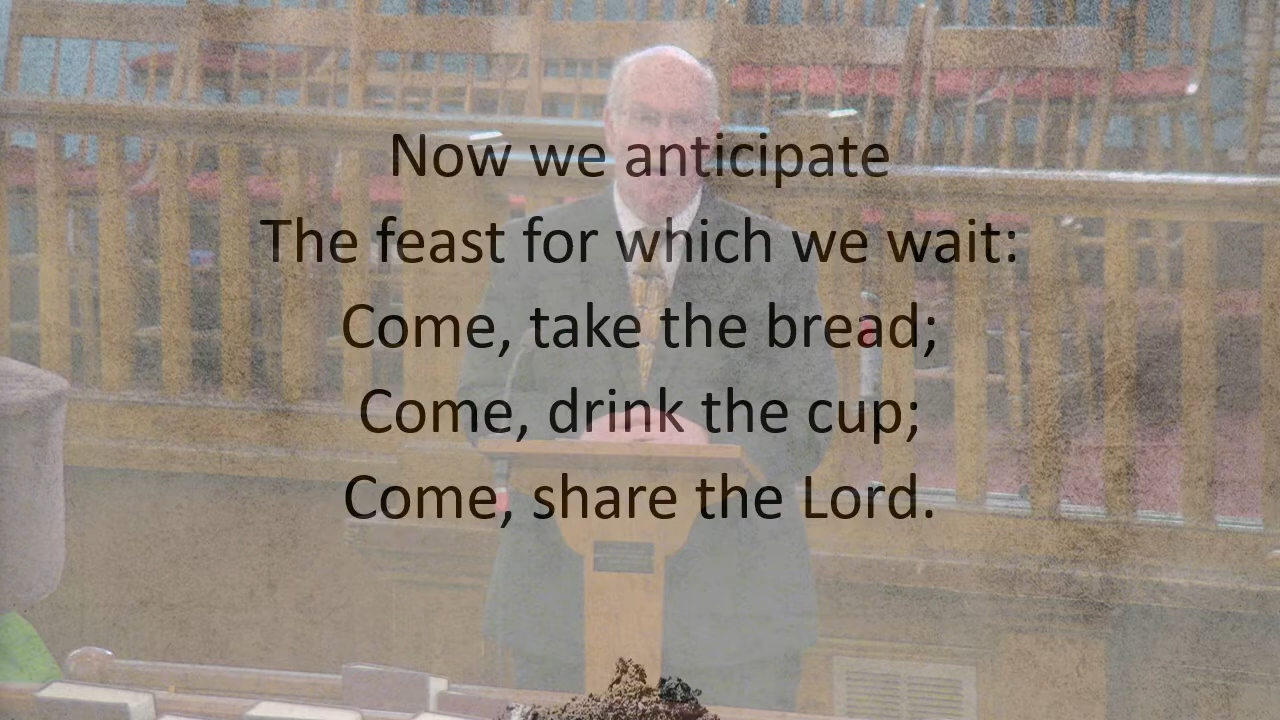 Now we anticipate
The feast for which we wait:
Come, take the bread;
Come, drink the cup;
Come, share the Lord.